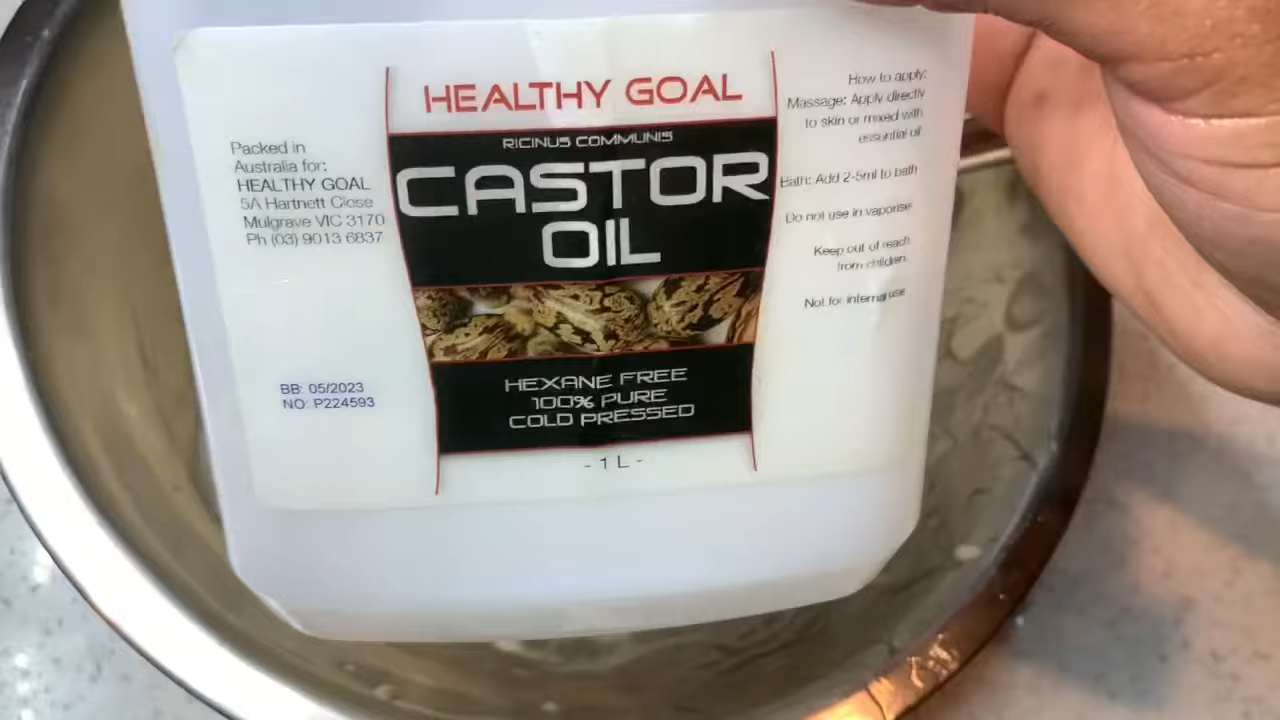 HEALTHY GOAL
RICINUS COMMUNIS
CASTOR
OIL
HEXANE FREE
100% PURE
COLD PRESSED
- 1 L -
Packed in
Australia for:
HEALTHY GOAL
5A Hartnett Close
Mulgrave VIC 3170
Ph (03) 9013 6837
BB: 05/2023
NO: P224593
How to apply:
Massage: Apply directly
to skin or mixed with
essential oil
Bath: Add 2-5ml to bath
Do not use in vaporise
Keep out of reach
from children
Not for internal use